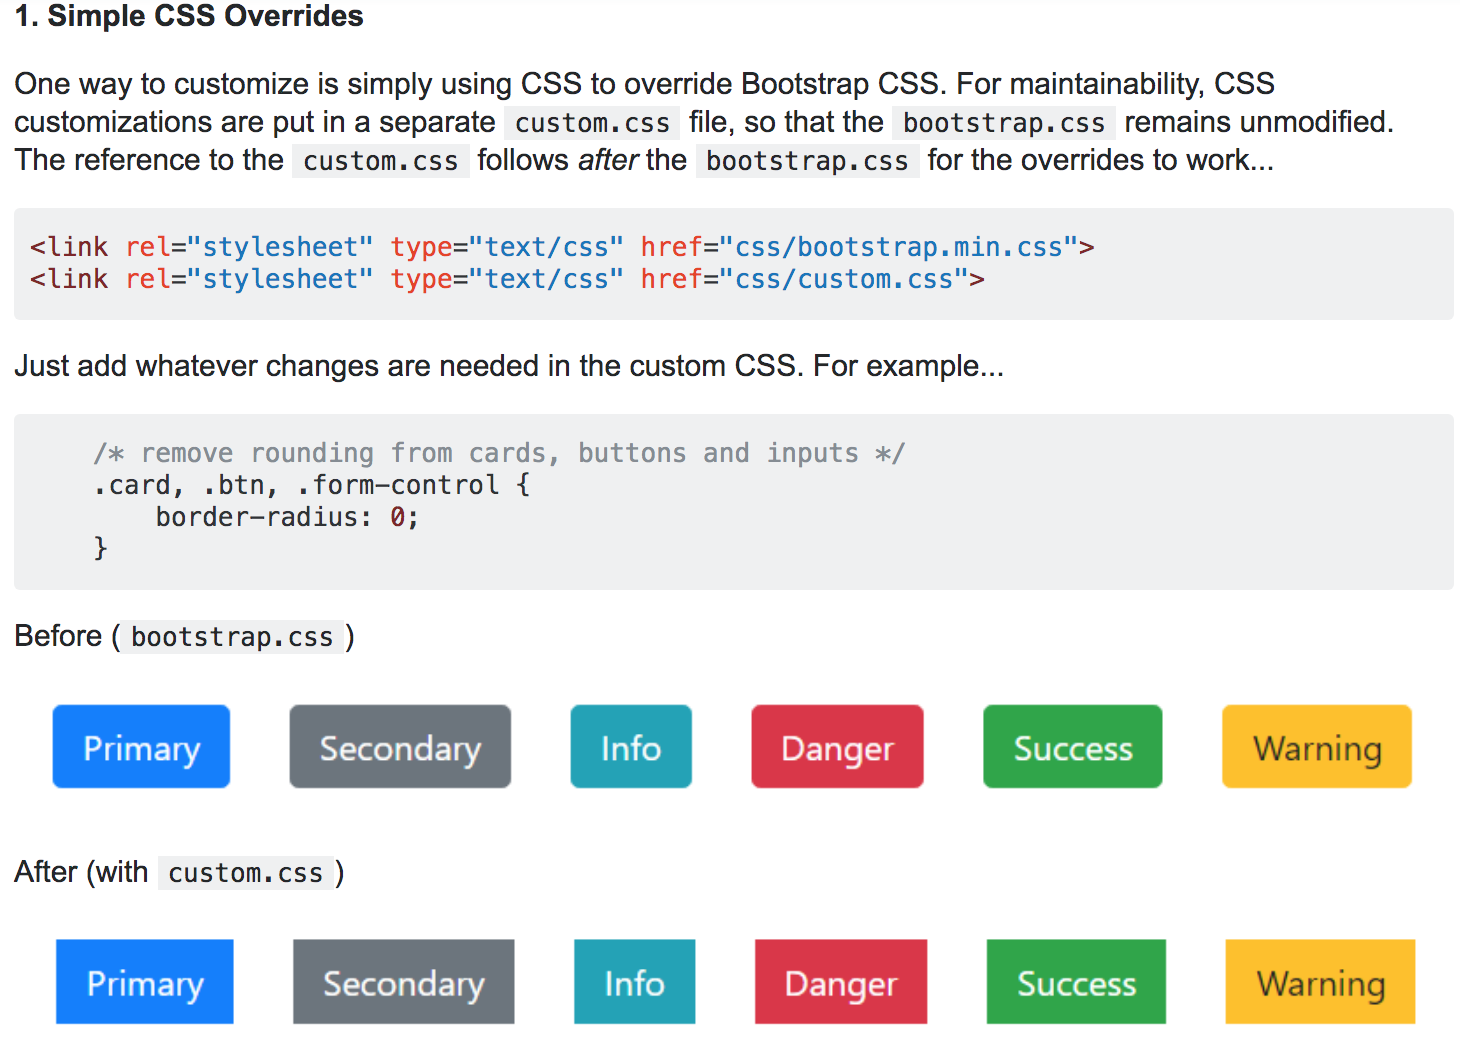 1. Simple CSS Overrides
One way to customize is simply using CSS to override Bootstrap CSS. For maintainability, CSS
customizations are put in a separate custom.css file, so that the bootstrap.css remains unmodified.
The reference to the custom.css follows after the bootstrap.css for the overrides to work...
<link rel="stylesheet" type="text/css" href="css/bootstrap.min.css">
<link rel="stylesheet" type="text/css" href="css/custom.css">
Just add whatever changes are needed in the custom CSS. For example...
/* remove rounding from cards, buttons and inputs */
.card, .btn, .form-control {
border-radius: 0;
}
Before ( bootstrap.css )
Primary Secondary Info Danger Success Warning
After (with custom.css )
Primary Secondary Info Danger Success Warning